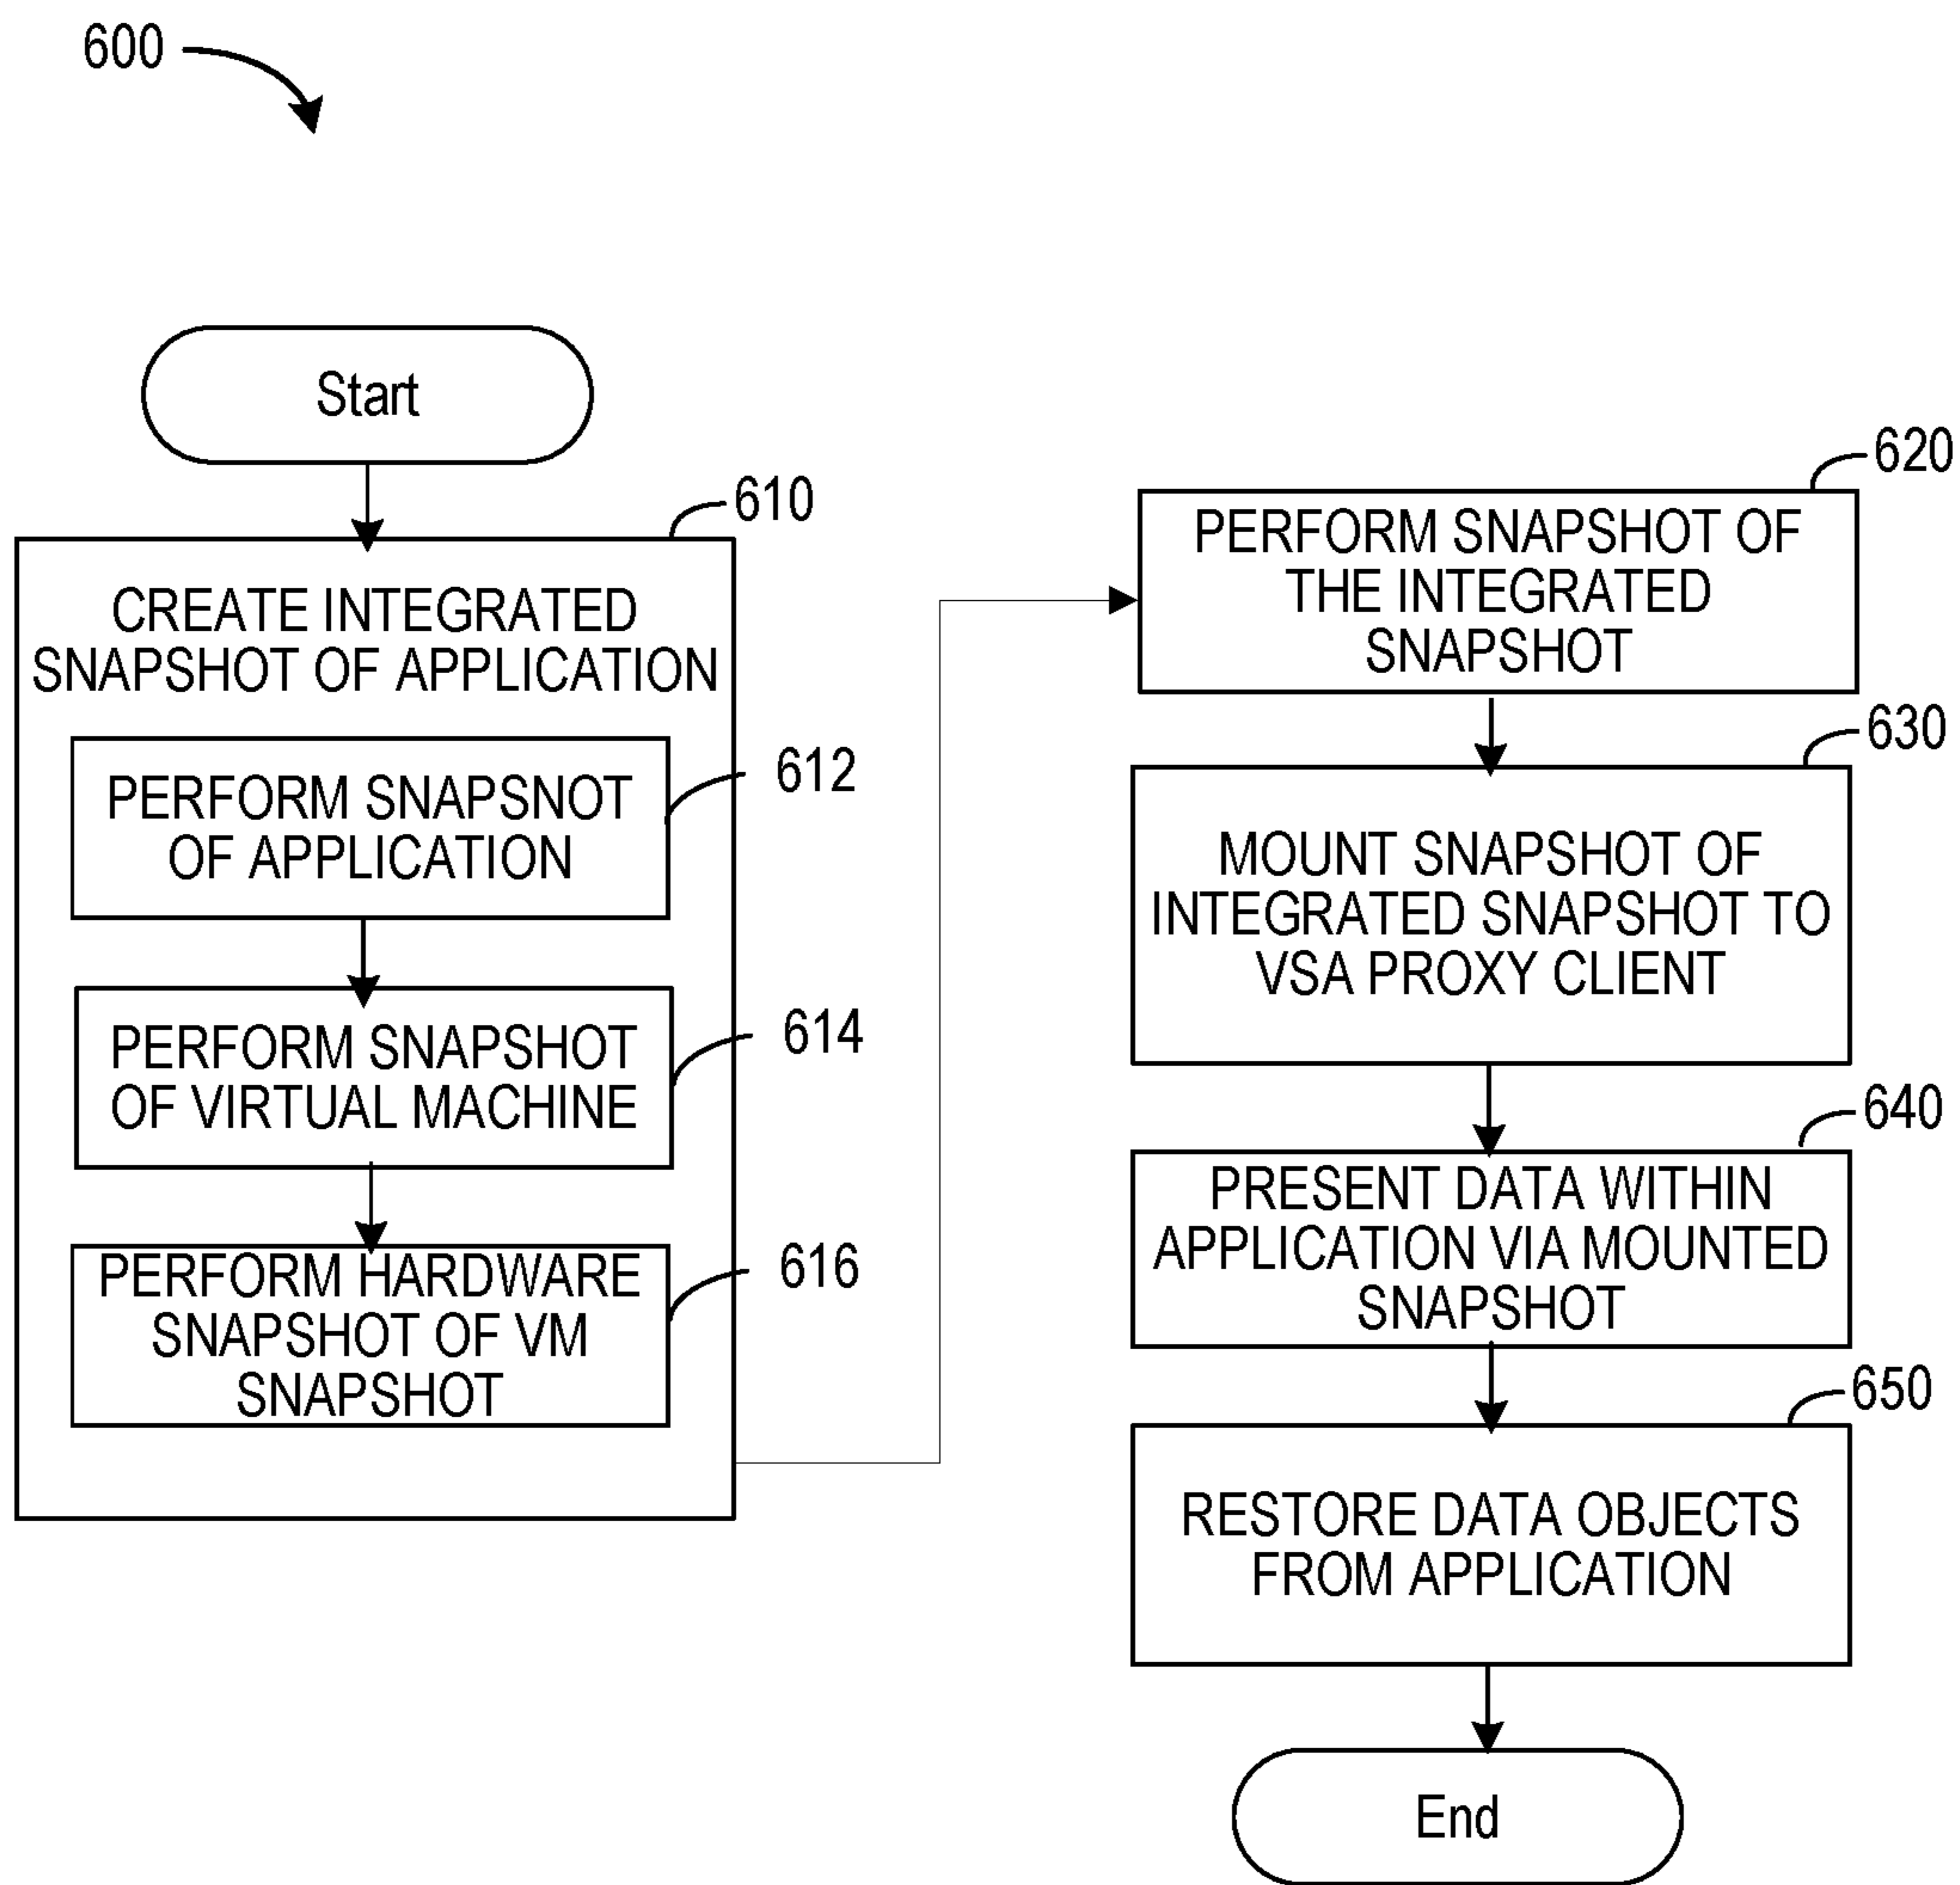 600
Start
610
CREATE INTEGRATED
SNAPSHOT OF APPLICATION
PERFORM SNAPSNOT
OF APPLICATION
612
PERFORM SNAPSHOT
OF VIRTUAL MACHINE
614
PERFORM HARDWARE
SNAPSHOT OF VM
SNAPSHOT
616
620
PERFORM SNAPSHOT OF
THE INTEGRATED
SNAPSHOT
630
MOUNT SNAPSHOT OF
INTEGRATED SNAPSHOT TO
VSA PROXY CLIENT
640
PRESENT DATA WITHIN
APPLICATION VIA MOUNTED
SNAPSHOT
650
RESTORE DATA OBJECTS
FROM APPLICATION
End